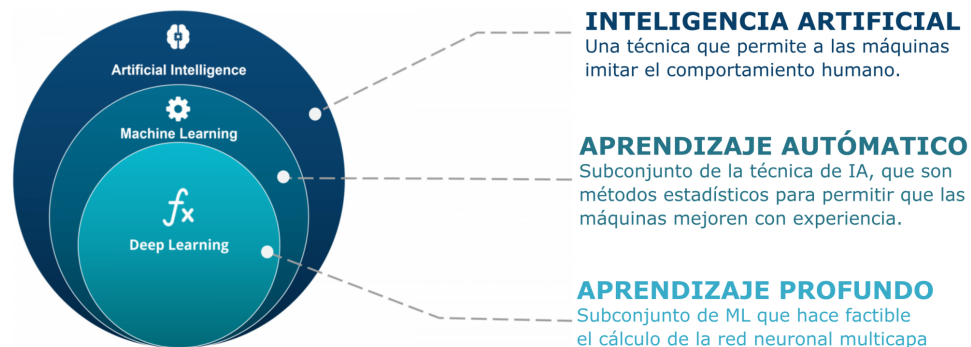 Artificial Intelligence
Machine Learning
fx
Deep Learning
INTELIGENCIA ARTIFICIAL
Una técnica que permite a las máquinas
imitar el comportamiento humano.
APRENDIZAJE AUTÓMATICO
Subconjunto de la técnica de IA, que son
métodos estadísticos para permitir que las
máquinas mejoren con experiencia.
APRENDIZAJE PROFUNDO
Subconjunto de ML que hace factible
el cálculo de la red neuronal multicapa